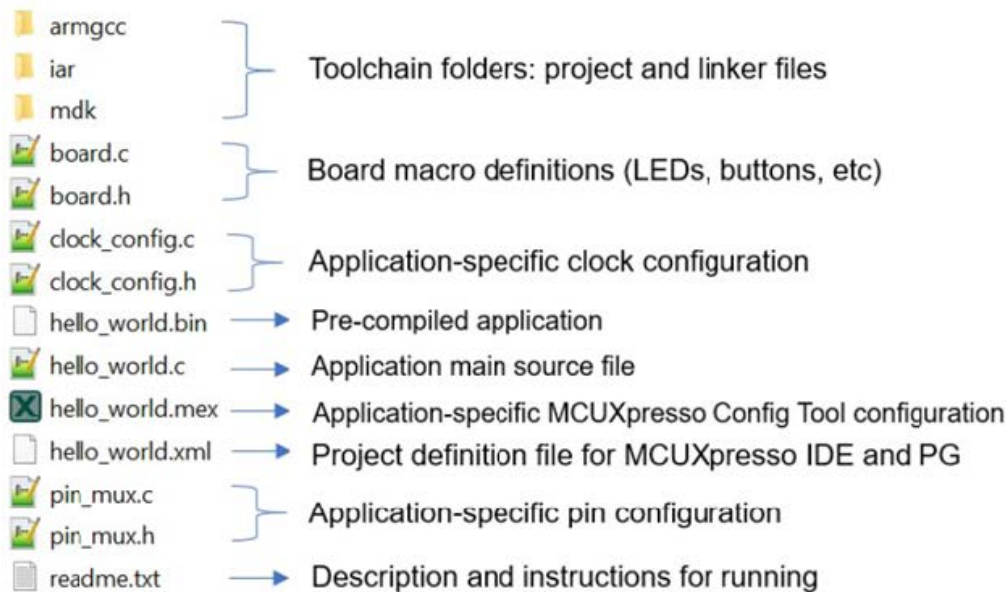 armgcc
iar
mdk
Toolchain folders: project and linker files
board.c
board.h
Board macro definitions (LEDs, buttons, etc)
clock_config.c
clock_config.h
Application-specific clock configuration
hello_world.bin
Pre-compiled application
hello_world.c
Application main source file
hello_world.mex
Application-specific MCUXpresso Config Tool configuration
hello_world.xml
Project definition file for MCUXpresso IDE and PG
pin_mux.c
pin_mux.h
Application-specific pin configuration
readme.txt
Description and instructions for running